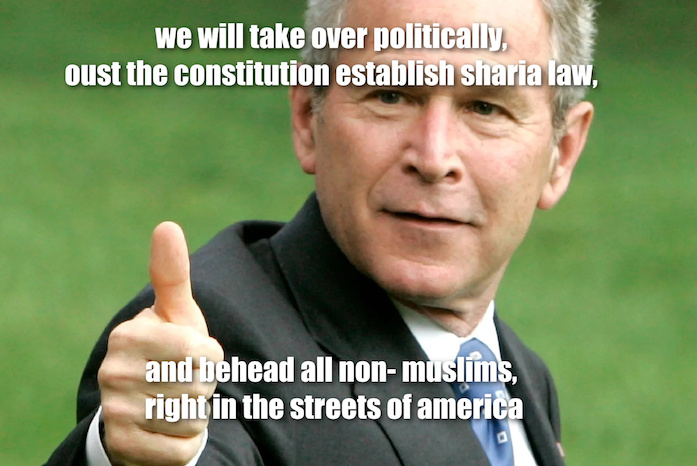 we will take over politically,
oust the constitution establish sharia law,
and behead all non- muslims,
right in the streets of america